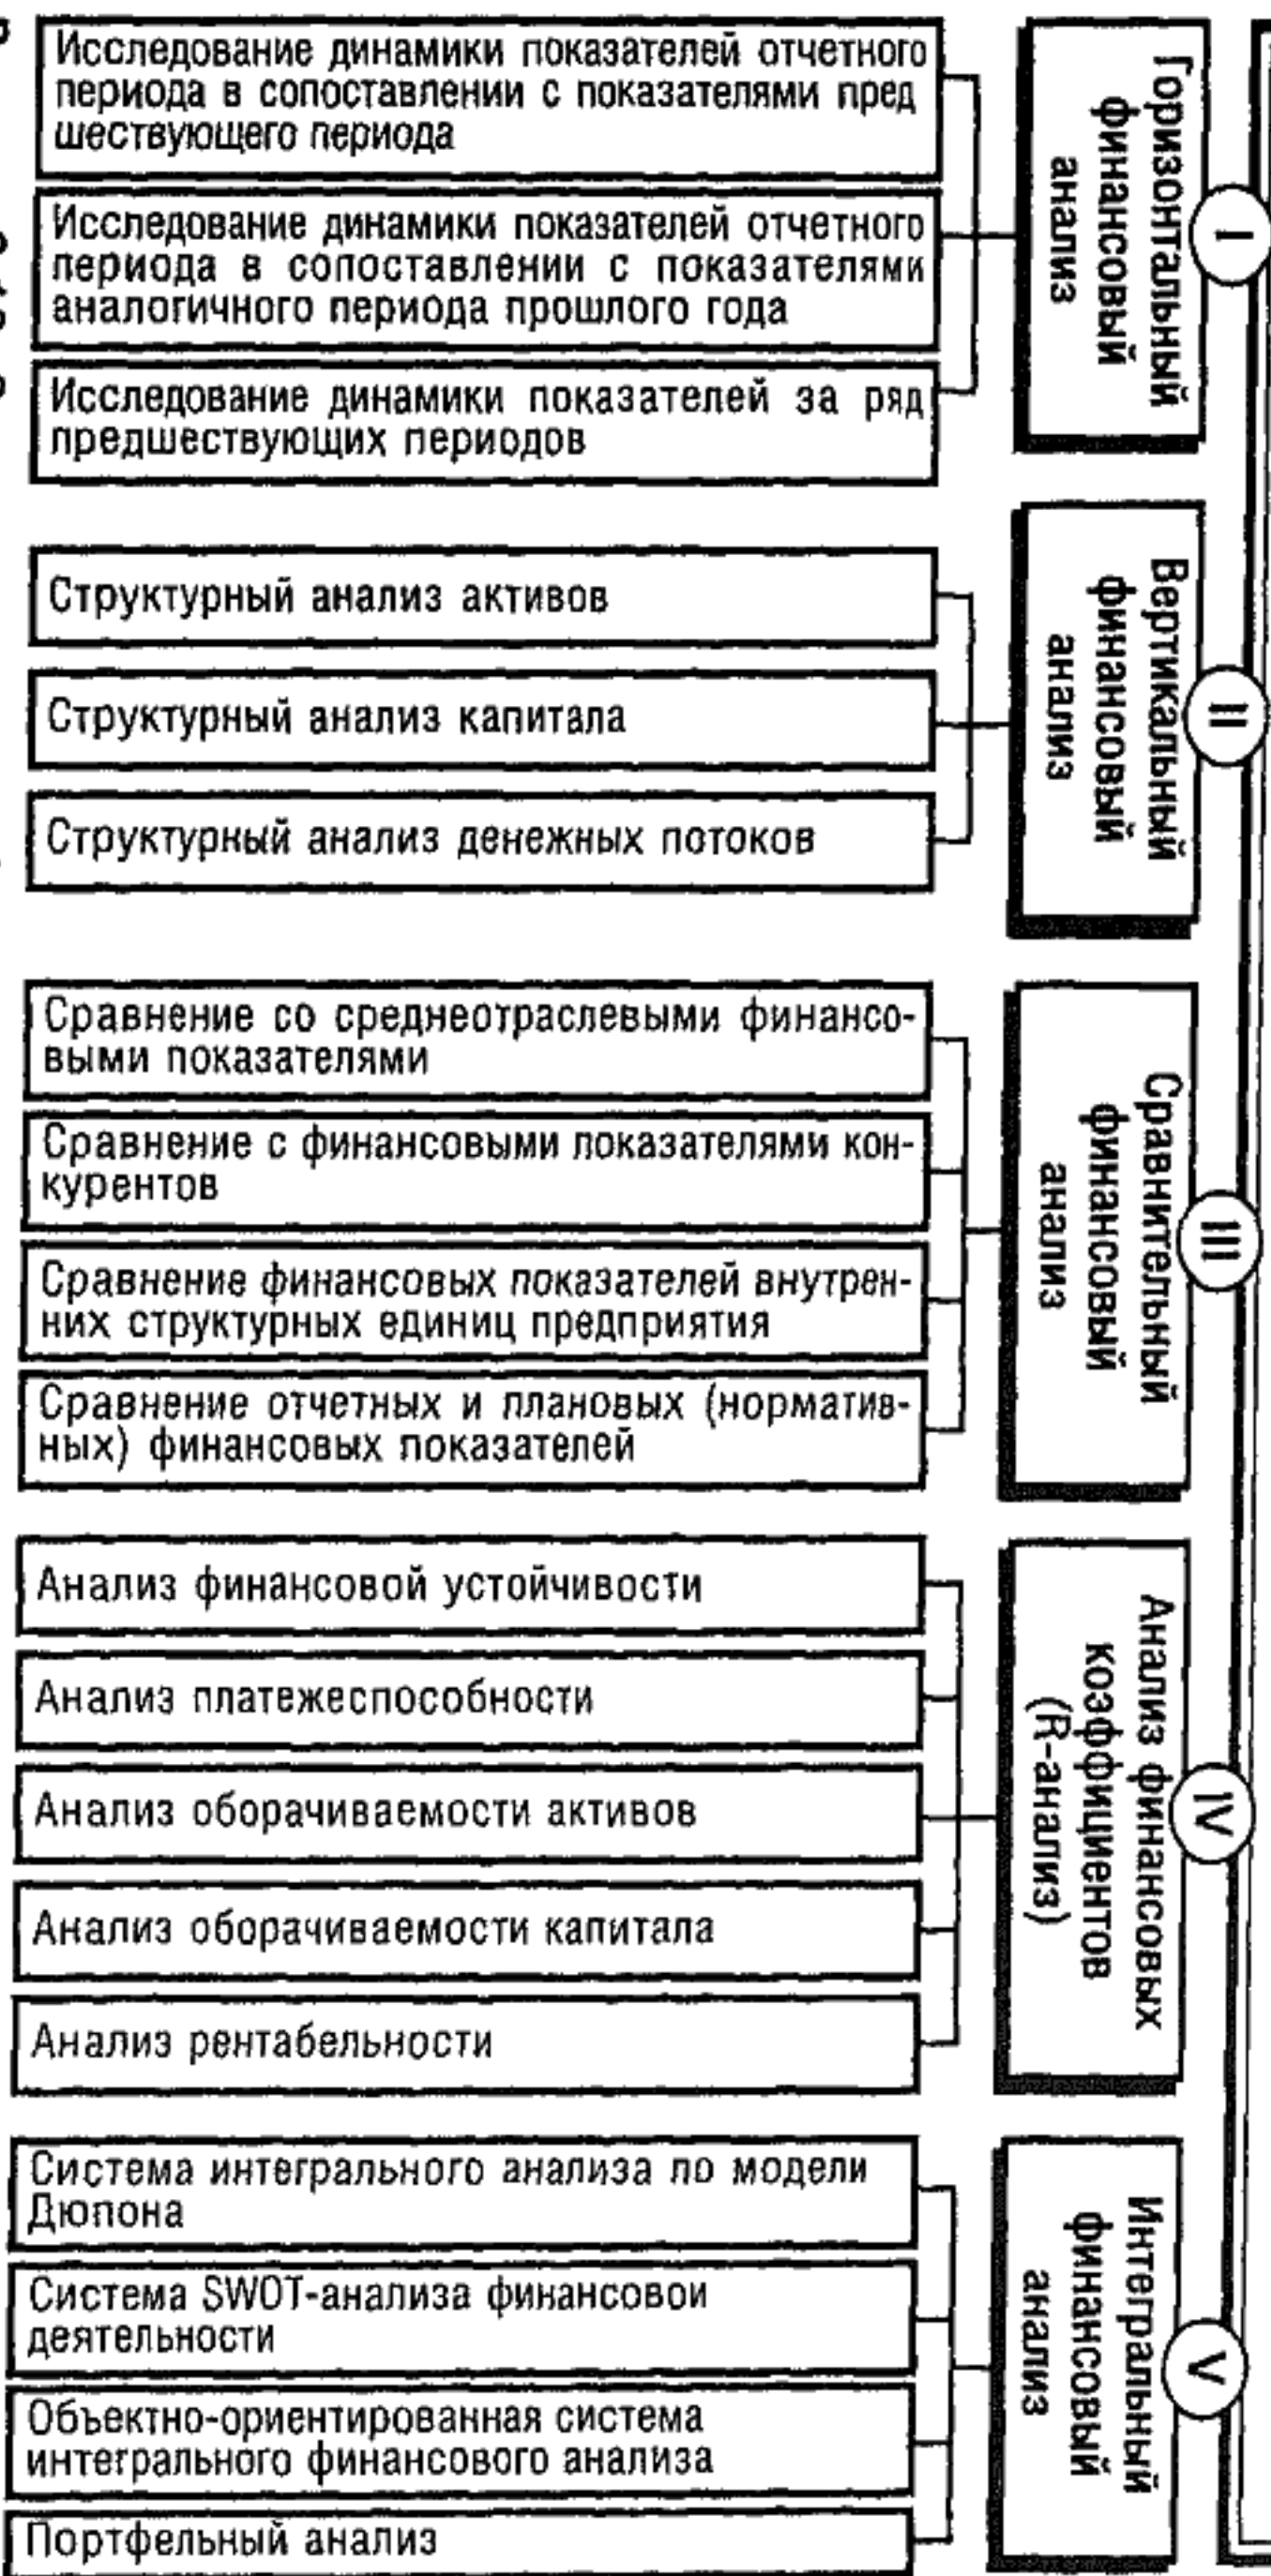 I
Горизонтальный
финансовый
анализ
Исследование динамики показателей отчетного
периода в сопоставлении с показателями пред
шествующего периода
Исследование динамики показателей отчетного
периода в сопоставлении с показателями
аналогичного периода прошлого года
Исследование динамики показателей за ряд
предшествующих периодов
II
Вертикальный
финансовый
анализ
Структурный анализ активов
Структурный анализ капитала
Структурный анализ денежных потоков
III
Сравнительный
финансовый
анализ
Сравнение со среднеотраслевыми финансо-
выми показателями
Сравнение с финансовыми показателями кон-
курентов
Сравнение финансовых показателей внутрен-
них структурных единиц предприятия
Сравнение отчетных и плановых (норматив-
ных) финансовых показателей
IV
Анализ финансовых
коэффициентов
(R-анализ)
Анализ финансовой устойчивости
Анализ платежеспособности
Анализ оборачиваемости активов
Анализ оборачиваемости капитала
Анализ рентабельности
V
Интегральный
финансовый
анализ
Система интегрального анализа по модели
Дюпона
Система SWOT-анализа финансовои
деятельности
Объектно-ориентированная система
интегрального финансового анализа
Портфельный анализ